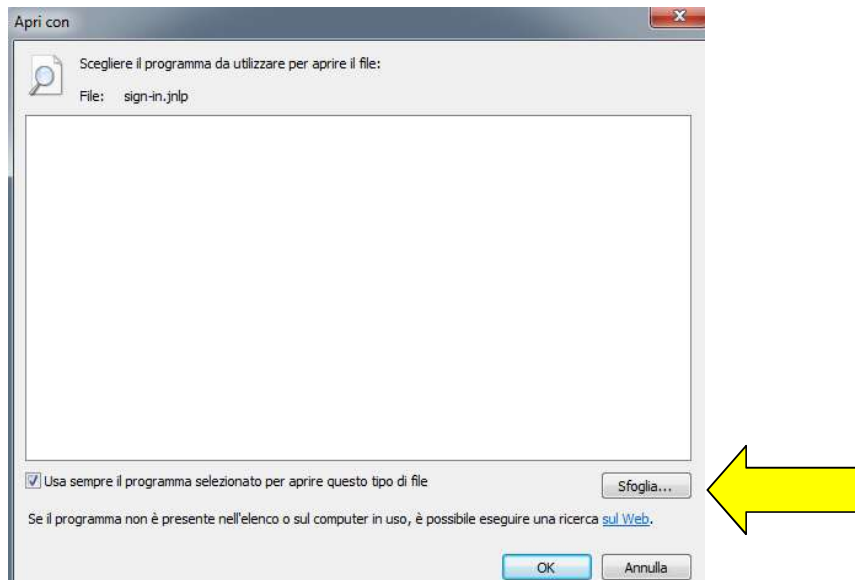 Apri con
Scegliere il programma da utilizzare per aprire il file:
File: sign-in.jnlp
Usa sempre il programma selezionato per aprire questo tipo di file
Sfoglia...
Se il programma non è presente nell'elenco o sul computer in uso, è possibile eseguire una ricerca sul Web.
OK Annulla